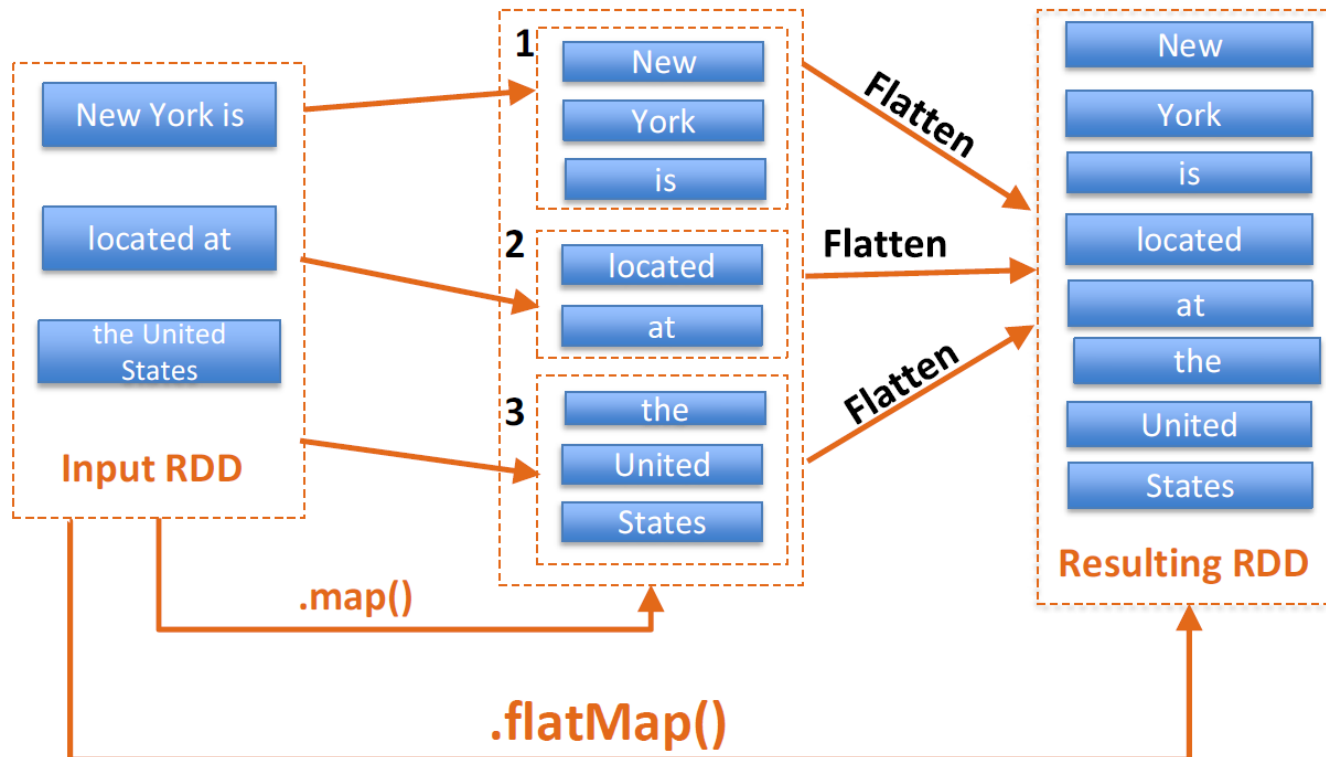 New York is
located at
the United
States
Input RDD
1
New
York
is
2
located
at
3
the
United
States
.map()
Flatten
Flatten
Flatten
New
York
is
located
at
the
United
States
Resulting RDD
.flatMap()